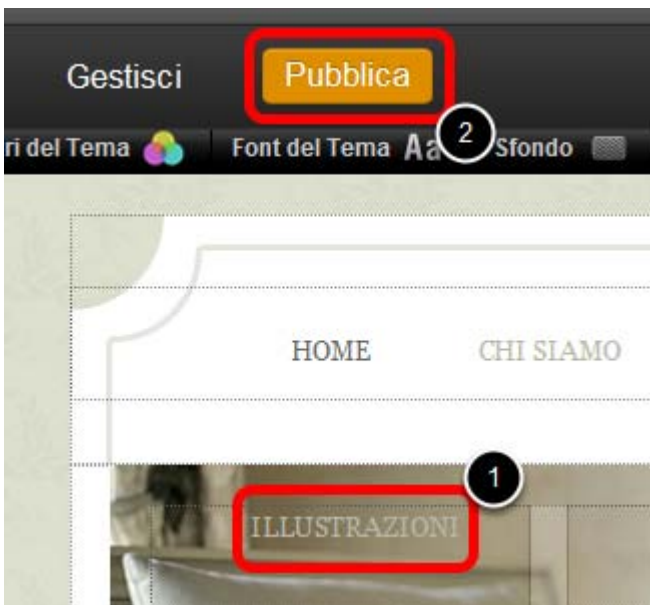 Gestisci Pubblica
ri del Tema Font del Tema Aa 2 Sfondo
HOME CHI SIAMO
1
ILLUSTRAZIONI